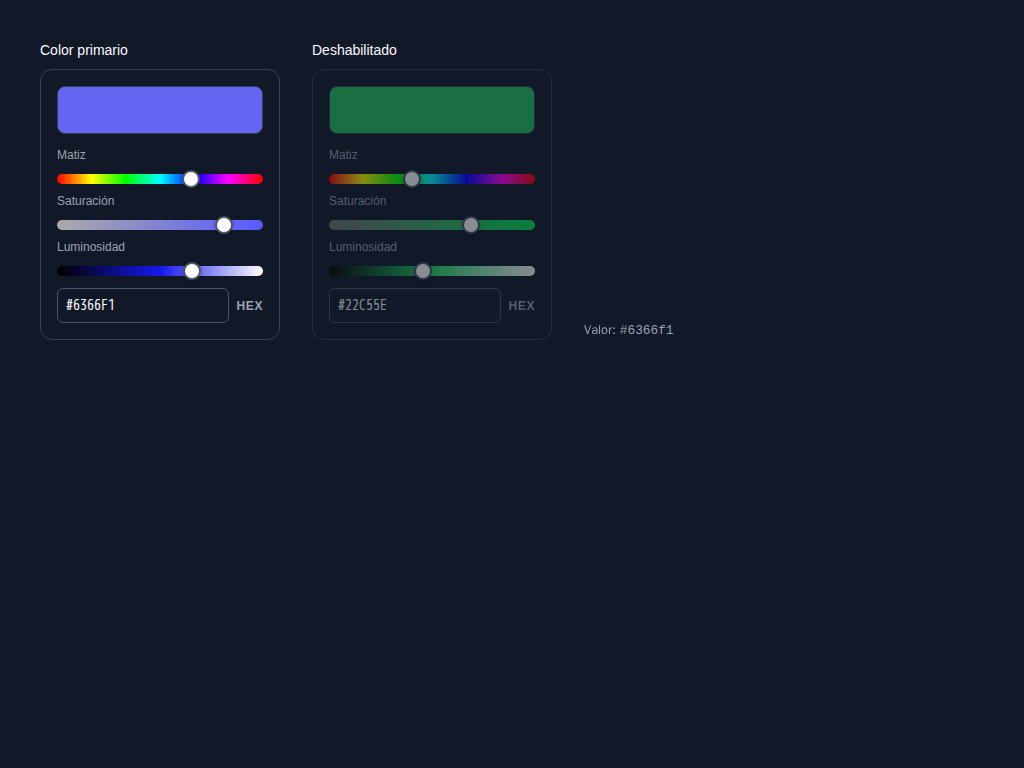 Color primario
Matiz
Saturación
Luminosidad
#6366F1 HEX
Deshabilitado
Matiz
Saturación
Luminosidad
#22C55E HEX
Valor: #6366f1